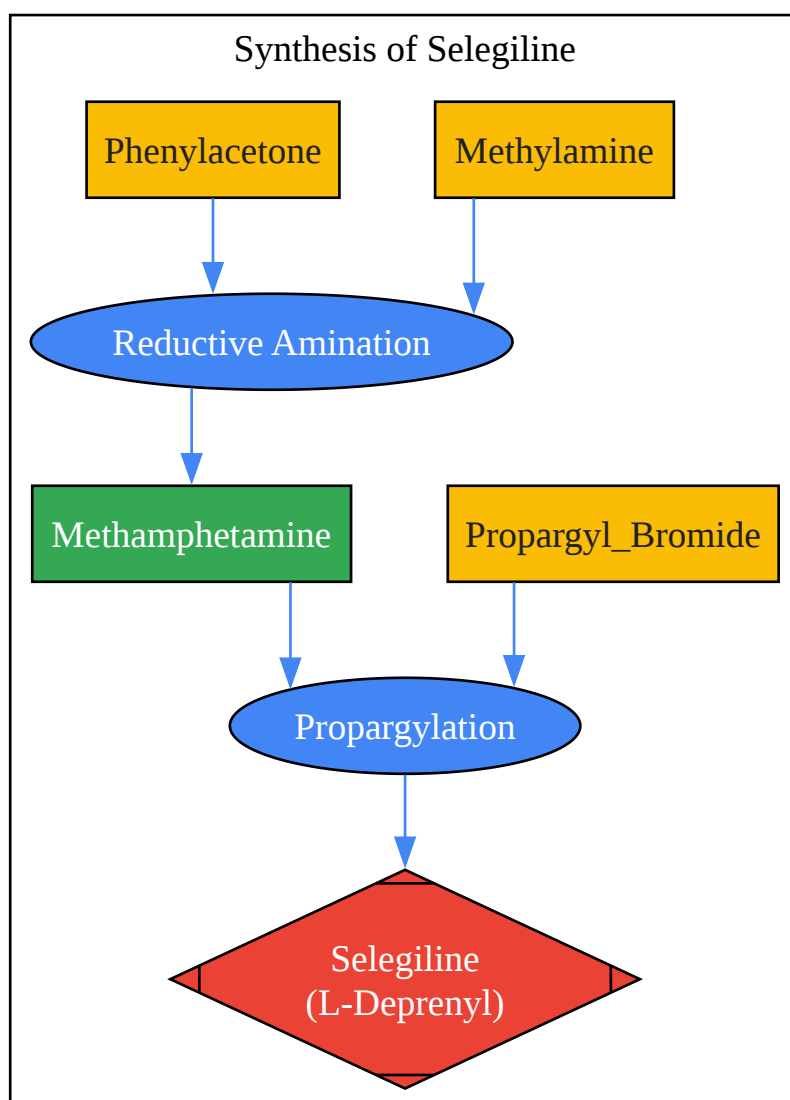 Synthesis of Selegiline
Phenylacetone
Methylamine
Reductive Amination
Methamphetamine
Propargyl_Bromide
Propargylation
Selegiline
(L-Deprenyl)